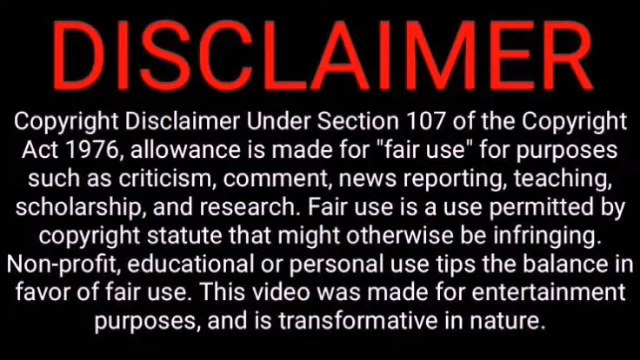 DISCLAIMER
Copyright Disclaimer Under Section 107 of the Copyright
Act 1976, allowance is made for "fair use" for purposes
such as criticism, comment, news reporting, teaching,
scholarship, and research. Fair use is a use permitted by
copyright statute that might otherwise be infringing.
Non-profit, educational or personal use tips the balance in
favor of fair use. This video was made for entertainment
purposes, and is transformative in nature.